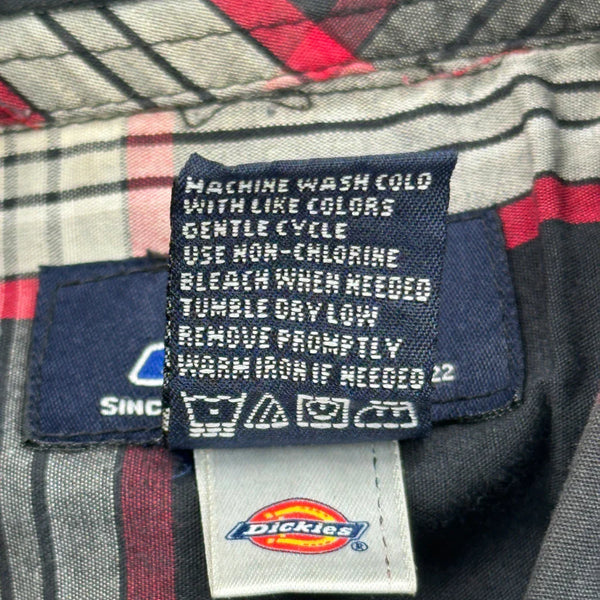 MACHINE WASH COLD
WITH LIKE COLORS
GENTLE CYCLE
USE NON-CHLORINE
BLEACH WHEN NEEDED
TUMBLE DRY LOW
REMOVE PROMPTLY
WARM IRON IF NEEDED
SINC 22
Dickies ®